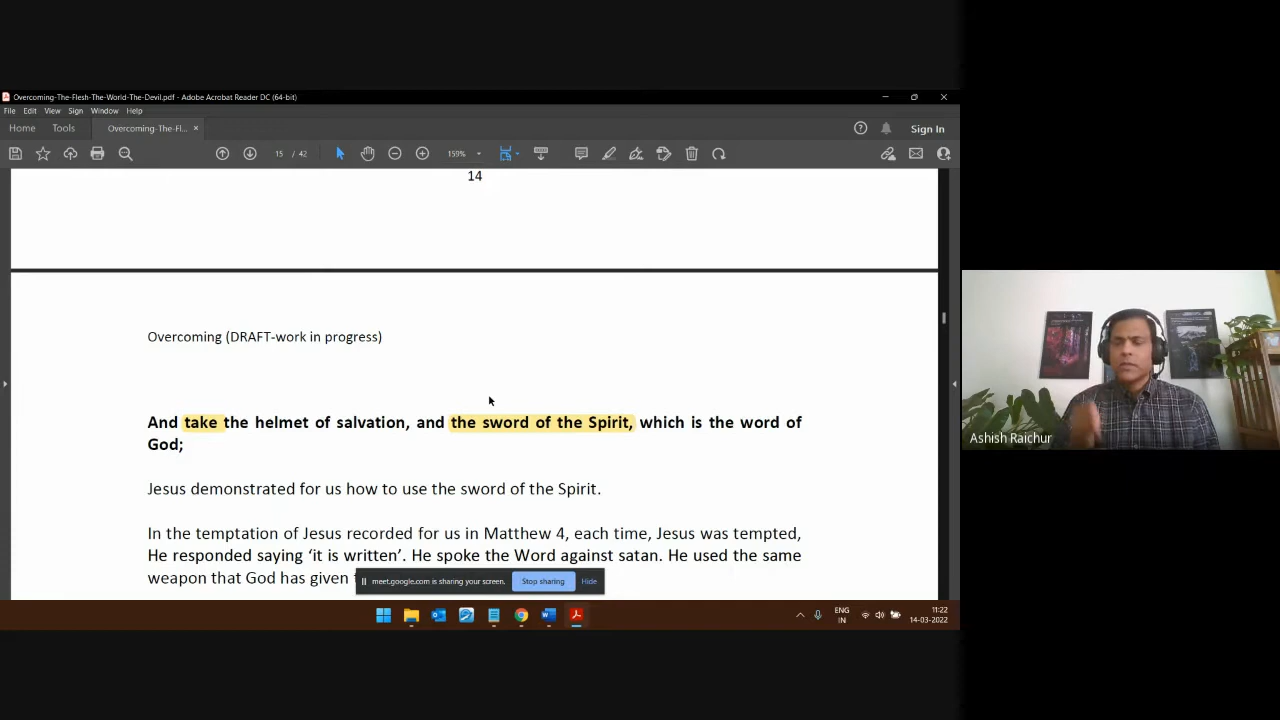 Overcoming-The-Flesh-The-World-The-Devil.pdf - Adobe Acrobat Reader DC (64-bit)
File Edit View Sign Window Help
Home Tools Overcoming-The-Fl... × Sign In
15 / 42 159%
14
Overcoming (DRAFT-work in progress)
And take the helmet of salvation, and the sword of the Spirit, which is the word of
God;
Jesus demonstrated for us how to use the sword of the Spirit.
In the temptation of Jesus recorded for us in Matthew 4, each time, Jesus was tempted,
He responded saying ‘it is written’. He spoke the Word against satan. He used the same
weapon that God has given
meet.google.com is sharing your screen. Stop sharing Hide
ENG
IN
11:22
14-03-2022
Ashish Raichur